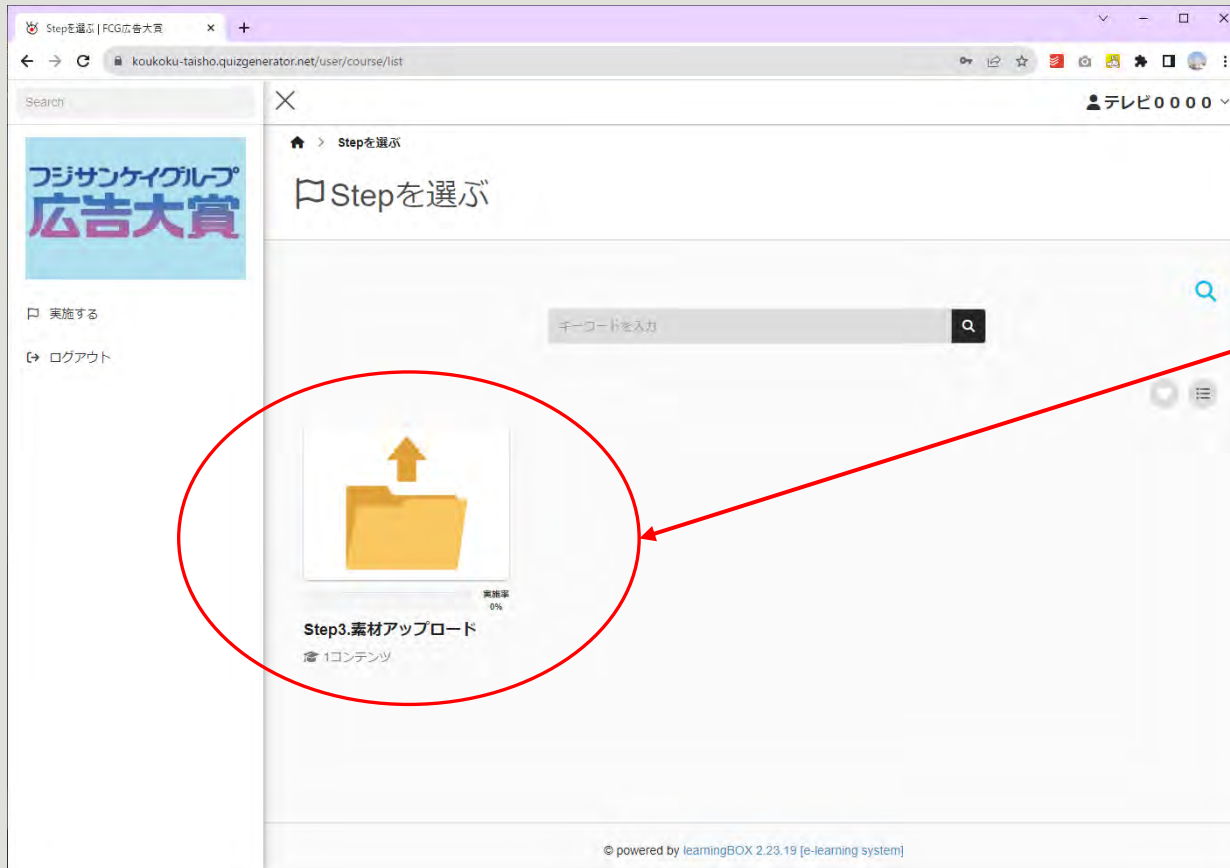 Stepを選ぶ | FCG広告大賞
koukoku-taisho.quizgenerator.net/user/course/list
Search
テレビ0000
フジサンケイグループ
広告大賞
Stepを選ぶ
Stepを選ぶ
実施する
ログアウト
キーワードを入力
実施率
0%
Step3.素材アップロード
1コンテンツ
© powered by learningBOX 2.23.19 [e-learning system]